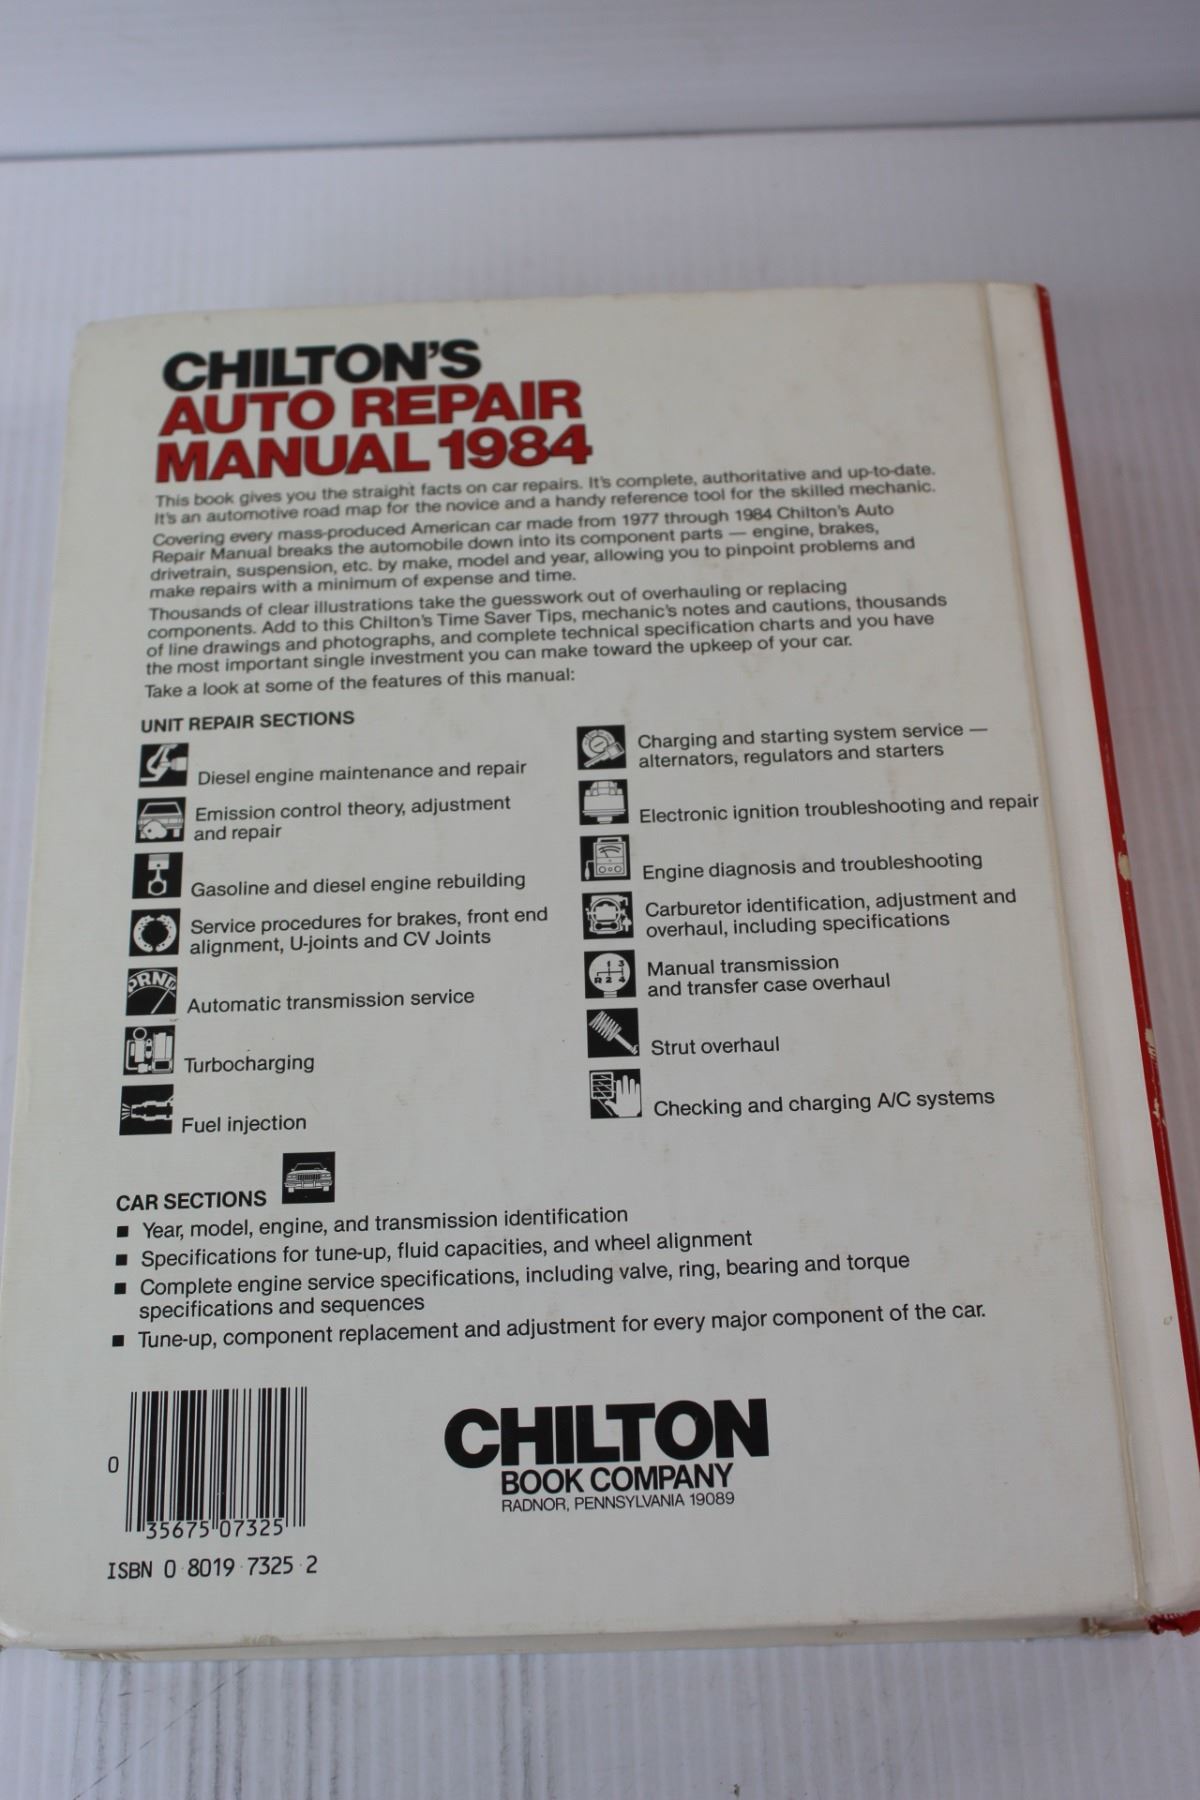 CHILTON'S
AUTO REPAIR
MANUAL 1984
This book gives you the straight facts on car repairs. It's complete, authoritative and up-to-date.
It's an automotive road map for the novice and a handy reference tool for the skilled mechanic.
Covering every mass-produced American car made from 1977 through 1984 Chilton's Auto
Repair Manual breaks the automobile down into its component parts — engine, brakes,
drivetrain, suspension, etc. by make, model and year, allowing you to pinpoint problems and
make repairs with a minimum of expense and time.
Thousands of clear illustrations take the guesswork out of overhauling or replacing
components. Add to this Chilton's Time Saver Tips, mechanic's notes and cautions, thousands
of line drawings and photographs, and complete technical specification charts and you have
the most important single investment you can make toward the upkeep of your car.
Take a look at some of the features of this manual:
UNIT REPAIR SECTIONS
Diesel engine maintenance and repair
Emission control theory, adjustment
and repair
Gasoline and diesel engine rebuilding
Service procedures for brakes, front end
alignment, U-joints and CV Joints
PRND
Automatic transmission service
Turbocharging
Fuel injection
Charging and starting system service —
alternators, regulators and starters
Electronic ignition troubleshooting and repair
Engine diagnosis and troubleshooting
Carburetor identification, adjustment and
overhaul, including specifications
1 3
R 2 4
Manual transmission
and transfer case overhaul
Strut overhaul
Checking and charging A/C systems
CAR SECTIONS
■ Year, model, engine, and transmission identification
■ Specifications for tune-up, fluid capacities, and wheel alignment
■ Complete engine service specifications, including valve, ring, bearing and torque
specifications and sequences
■ Tune-up, component replacement and adjustment for every major component of the car.
0
35675 07325
ISBN 0 8019 7325 2
CHILTON
BOOK COMPANY
RADNOR, PENNSYLVANIA 19089